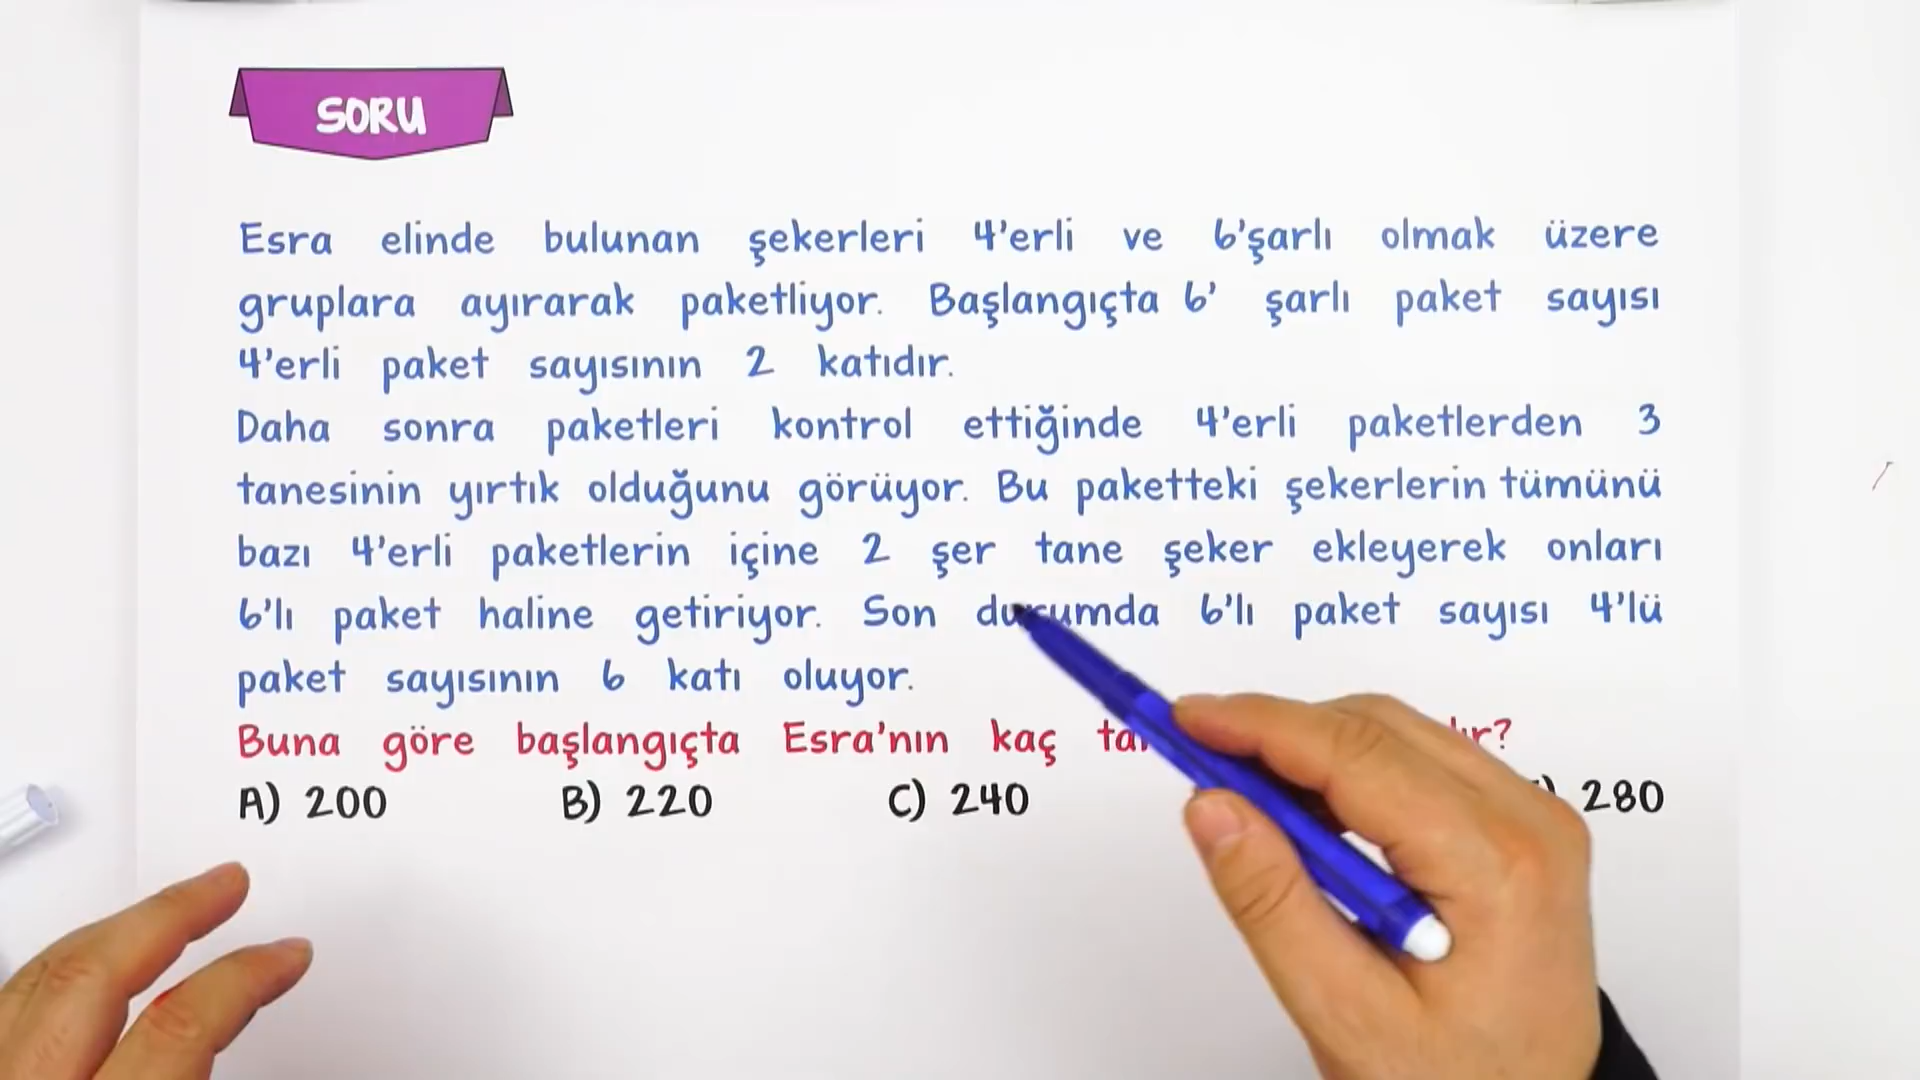 SORU
Esra elinde bulunan şekerleri 4'erli ve 6'şarlı olmak üzere
gruplara ayırarak paketliyor. Başlangıçta 6' şarlı paket sayısı
4'erli paket sayısının 2 katıdır.
Daha sonra paketleri kontrol ettiğinde 4'erli paketlerden 3
tanesinin yırtık olduğunu görüyor. Bu paketteki şekerlerin tümünü
bazı 4'erli paketlerin içine 2 şer tane şeker ekleyerek onları
6'lı paket haline getiriyor. Son durumda 6'lı paket sayısı 4'lü
paket sayısının 6 katı oluyor.
Buna göre başlangıçta Esra'nın kaç
A) 200 B) 220 C) 240 280